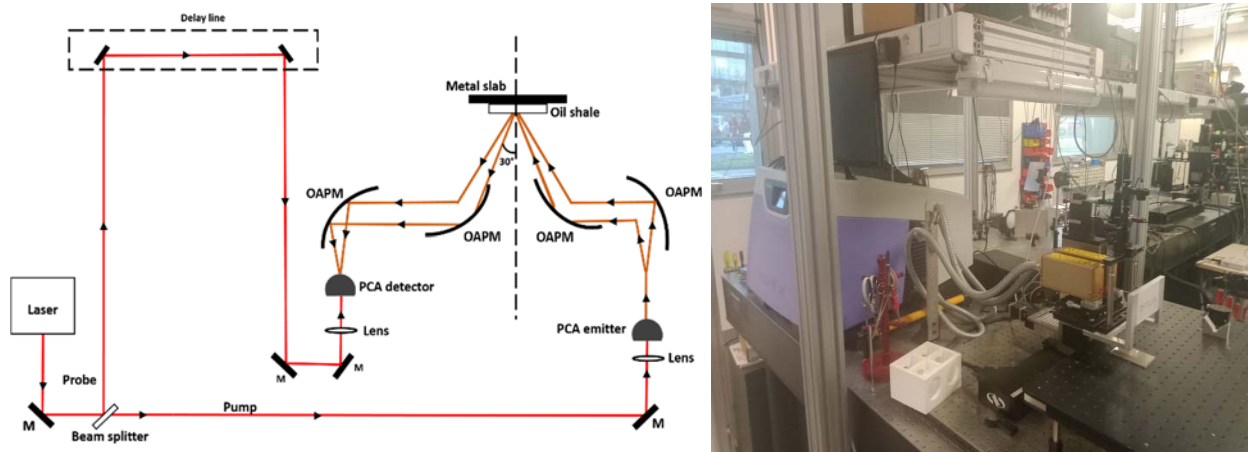 Delay line
Metal slab
Oil shale
30°
OAPM
OAPM
OAPM
OAPM
PCA detector
Lens
PCA emitter
Lens
Laser
Probe
M
M
Pump
M
Beam splitter
M